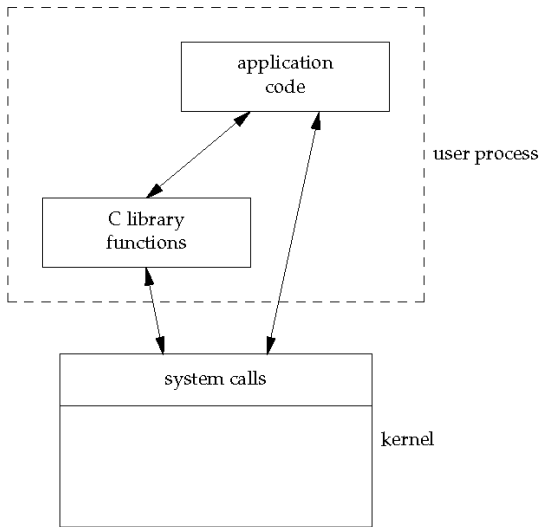 application
code
user process
C library
functions
system calls
kernel